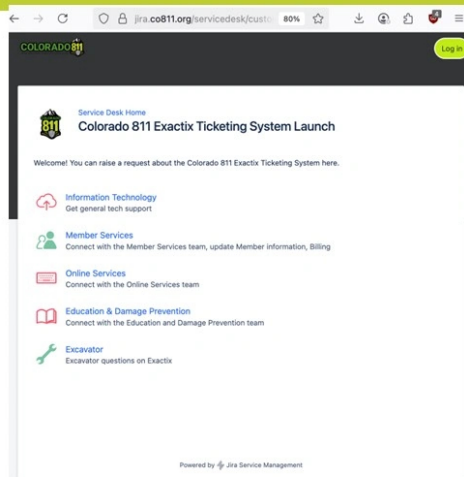 jira.co811.org/servicedesk/custo
80%
4
COLORADO811
Log in
811
Service Desk Home
Colorado 811 Exactix Ticketing System Launch
Welcome! You can raise a request about the Colorado 811 Exactix Ticketing System here.
Information Technology
Get general tech support
Member Services
Connect with the Member Services team, update Member information, Billing
Online Services
Connect with the Online Services team
Education & Damage Prevention
Connect with the Education and Damage Prevention team
Excavator
Excavator questions on Exactix
Powered by Jira Service Management